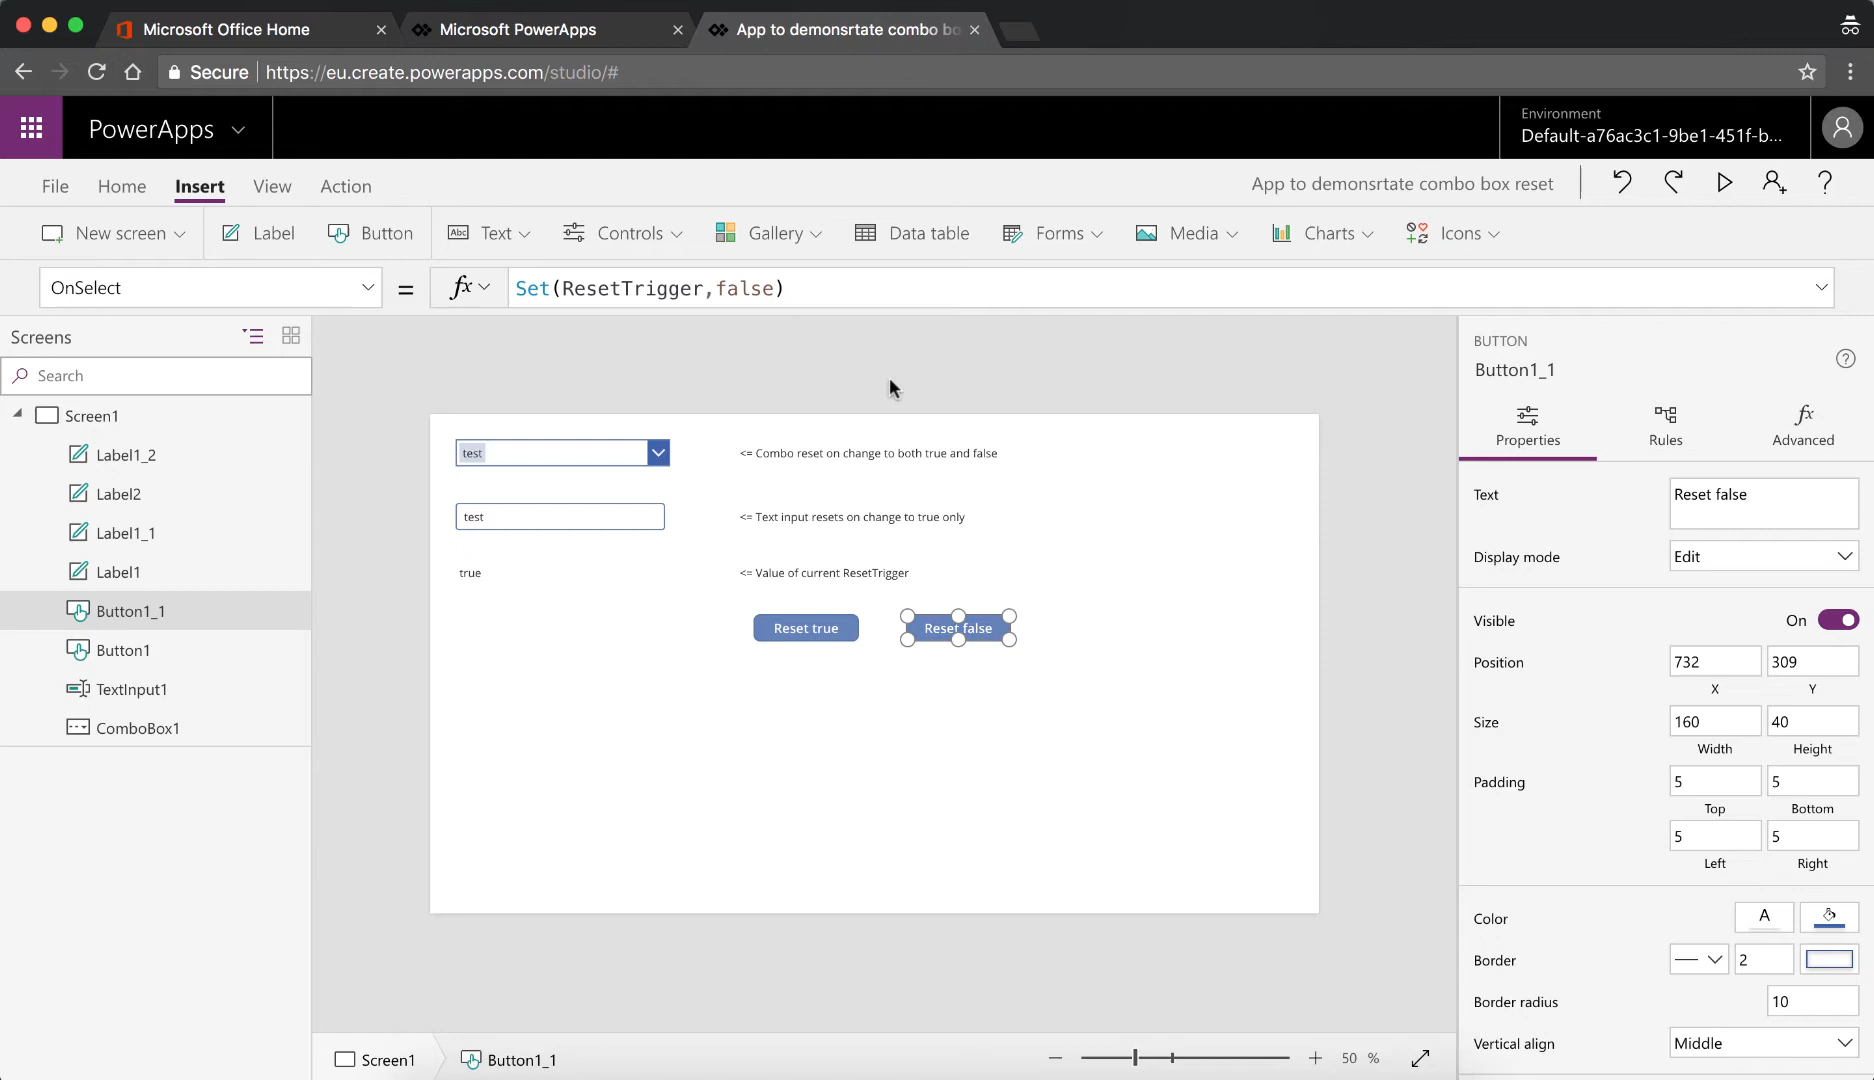 Microsoft Office Home
Microsoft PowerApps
App to demonsrtate combo bo
Secure
https://eu.create.powerapps.com/studio/#
PowerApps
Environment
Default-a76ac3c1-9be1-451f-b...
File
Home
Insert
View
Action
App to demonsrtate combo box reset
New screen
Label
Button
Abc Text
Controls
Gallery
Data table
Forms
Media
Charts
Icons
OnSelect
=
fx
Set(ResetTrigger,false)
Screens
Search
Screen1
Label1_2
Label2
Label1_1
Label1
Button1_1
Button1
TextInput1
ComboBox1
test
<= Combo reset on change to both true and false
test
<= Text input resets on change to true only
true
<= Value of current ResetTrigger
Reset true
Reset false
BUTTON
Button1_1
Properties
Rules
fx
Advanced
Text
Reset false
Display mode
Edit
Visible
On
Position
732
309
X
Y
Size
160
40
Width
Height
Padding
5
5
Top
Bottom
5
5
Left
Right
Color
A
Border
2
Border radius
10
Vertical align
Middle
Screen1
Button1_1
50 %